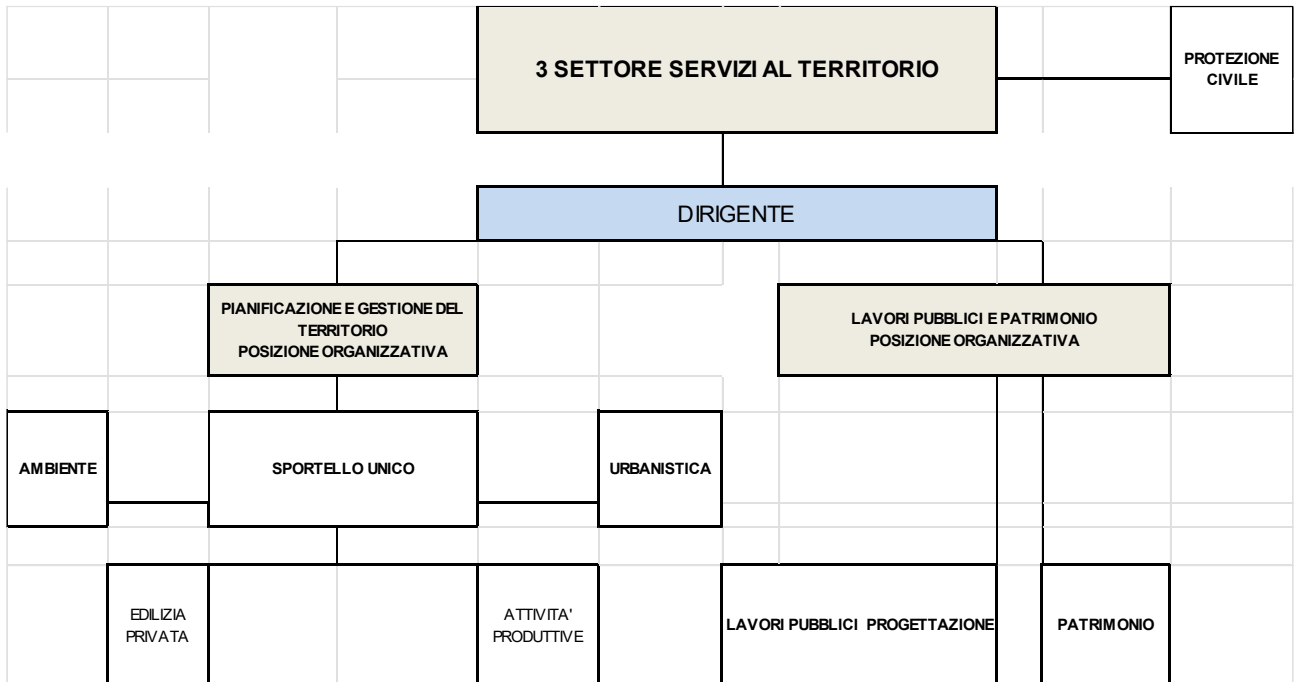 3 SETTORE SERVIZI AL TERRITORIO
PROTEZIONE
CIVILE
DIRIGENTE
PIANIFICAZIONE E GESTIONE DEL
TERRITORIO
POSIZIONE ORGANIZZATIVA
LAVORI PUBBLICI E PATRIMONIO
POSIZIONE ORGANIZZATIVA
AMBIENTE
SPORTELLO UNICO
URBANISTICA
EDILIZIA
PRIVATA
ATTIVITA'
PRODUTTIVE
LAVORI PUBBLICI PROGETTAZIONE
PATRIMONIO